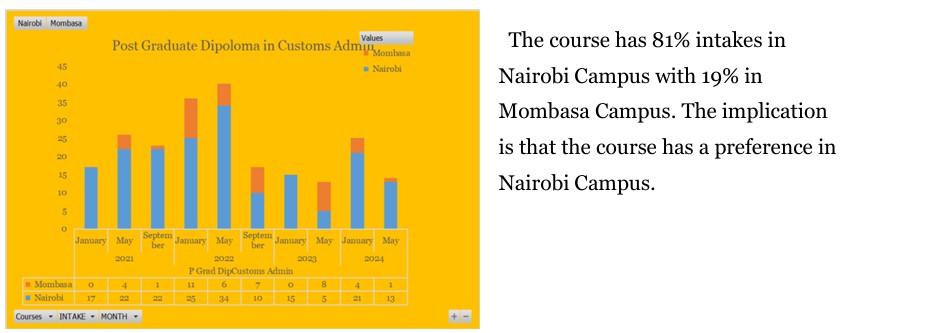 Nairobi Mombasa
Post Graduate Dipoloma in Customs Admin
Values
Mombasa
Nairobi
45
40
35
30
25
20
15
10
5
0
January May Septem ber January May Septem ber January May January May
2021 2022 2023 2024
P Grad DipCustoms Admin
Mombasa 0 4 1 11 6 7 0 8 4 1
Nairobi 17 22 22 25 34 10 15 5 21 13
Courses INTAKE MONTH + −
The course has 81% intakes in
Nairobi Campus with 19% in
Mombasa Campus. The implication
is that the course has a preference in
Nairobi Campus.